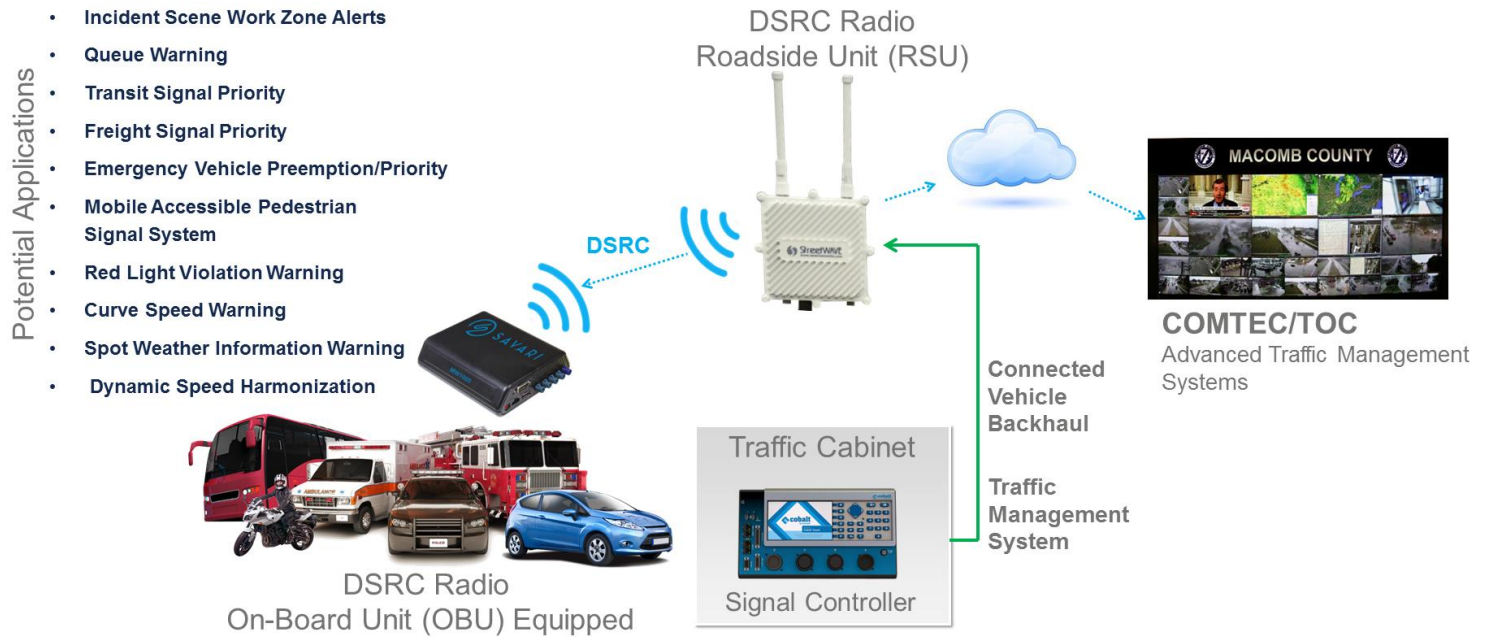 Potential Applications
• Incident Scene Work Zone Alerts
• Queue Warning
• Transit Signal Priority
• Freight Signal Priority
• Emergency Vehicle Preemption/Priority
• Mobile Accessible Pedestrian
Signal System
• Red Light Violation Warning
• Curve Speed Warning
• Spot Weather Information Warning
• Dynamic Speed Harmonization
DSRC Radio
Roadside Unit (RSU)
StreetWAVE
DSRC
SAVARI
MACOMB COUNTY
COMTEC/TOC
Advanced Traffic Management
Systems
Connected
Vehicle
Backhaul
Traffic
Management
System
Traffic Cabinet
cobalt
cobalt
Signal Controller
AMBULANCE
POLICE
DSRC Radio
On-Board Unit (OBU) Equipped